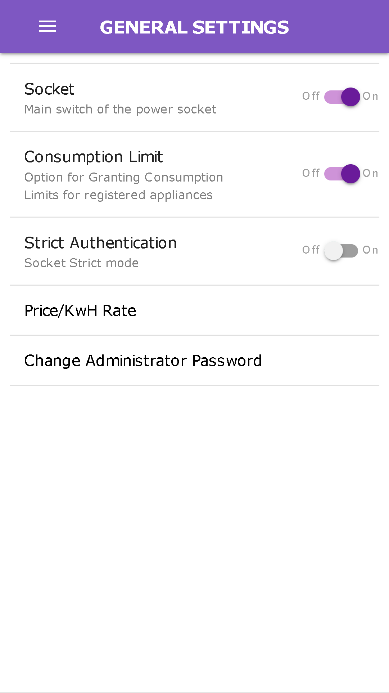 GENERAL SETTINGS
Socket
Off On
Main switch of the power socket
Consumption Limit
Off On
Option for Granting Consumption
Limits for registered appliances
Strict Authentication
Off On
Socket Strict mode
Price/KwH Rate
Change Administrator Password